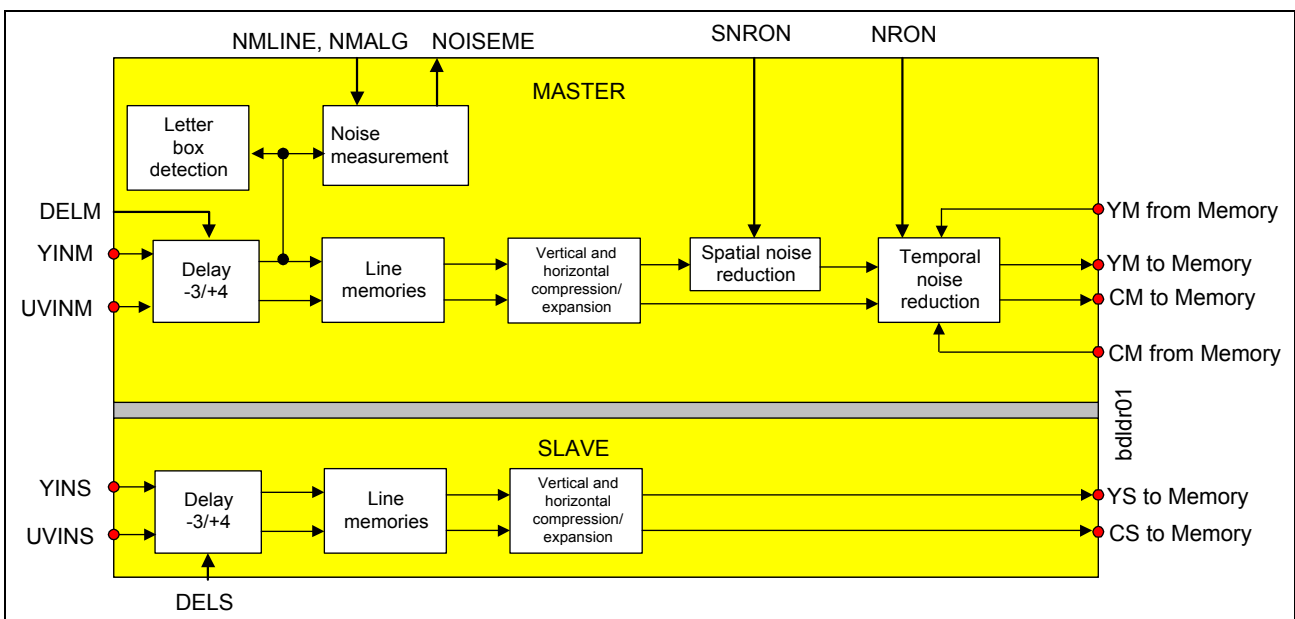 NMLINE, NMALG NOISEME SNRON NRON
MASTER
Letter
box
detection
Noise
measurement
DELM
YINM
UVINM
Delay
-3/+4
Line
memories
Vertical and
horizontal
compression/
expansion
Spatial noise
reduction
Temporal
noise
reduction
YM from Memory
YM to Memory
CM to Memory
CM from Memory
bdldr01
SLAVE
YINS
UVINS
Delay
-3/+4
Line
memories
Vertical and
horizontal
compression/
expansion
YS to Memory
CS to Memory
DELS